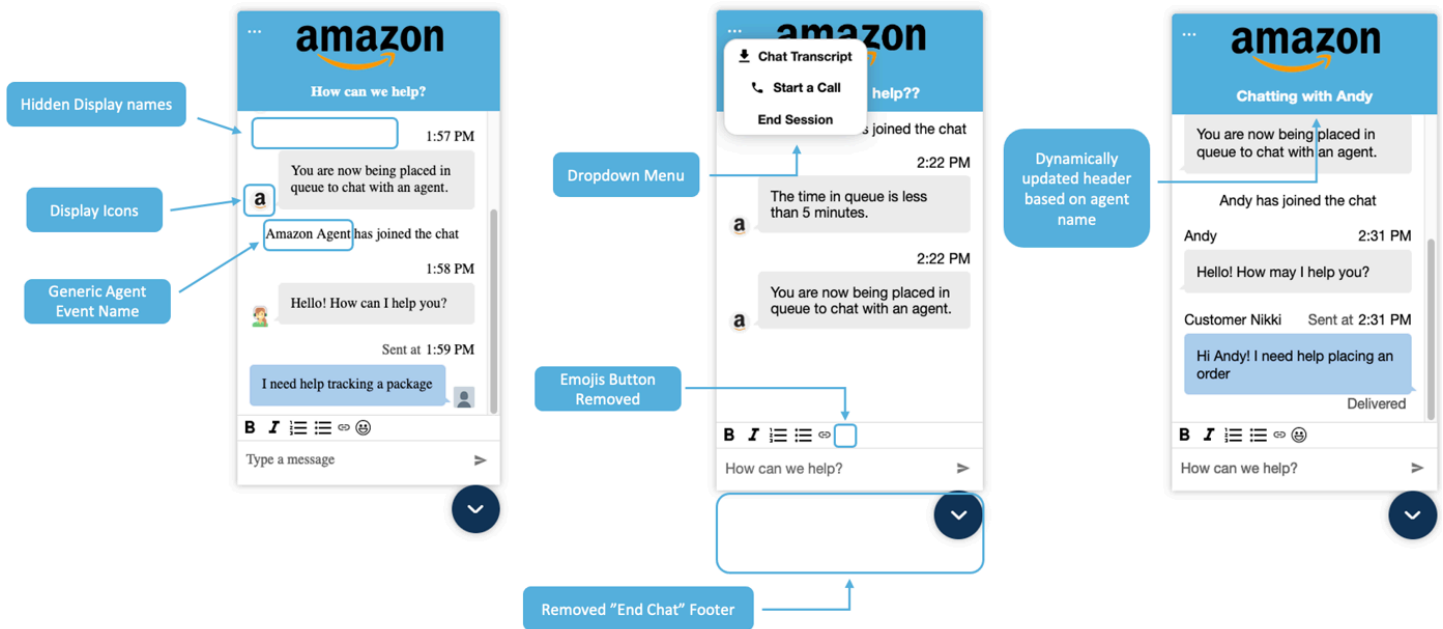 ...
amazon
How can we help?
Hidden Display names
1:57 PM
You are now being placed in
queue to chat with an agent.
a
Display Icons
Amazon Agent has joined the chat
Generic Agent
Event Name
1:58 PM
Hello! How can I help you?
Sent at 1:59 PM
I need help tracking a package
B I
Type a message
...
amazon
Chat Transcript
Start a Call
End Session
help??
s joined the chat
Dropdown Menu
2:22 PM
The time in queue is less
than 5 minutes.
a
2:22 PM
You are now being placed in
queue to chat with an agent.
a
Emojis Button
Removed
B I
How can we help?
Removed ”End Chat” Footer
...
amazon
Chatting with Andy
You are now being placed in
queue to chat with an agent.
Dynamically
updated header
based on agent
name
Andy has joined the chat
Andy 2:31 PM
Hello! How may I help you?
Customer Nikki Sent at 2:31 PM
Hi Andy! I need help placing an
order
Delivered
B I
How can we help?